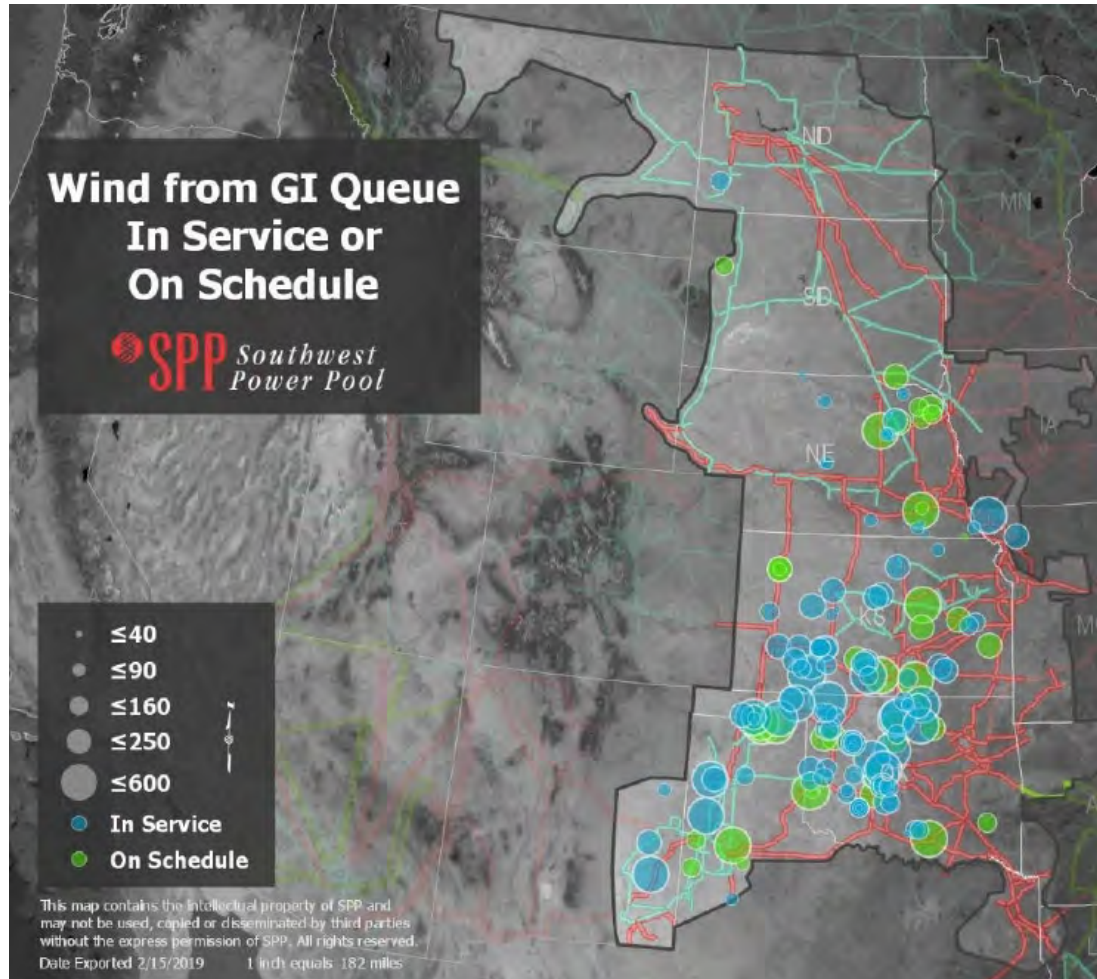 Wind from GI Queue
In Service or
On Schedule
SPP Southwest
Power Pool
ND
MN
SD
IA
NE
KS
OK
≤40
≤90
≤160
≤250
≤600
N
In Service
On Schedule
This map contains the intellectual property of SPP and
may not be used, copied or disseminated by third parties
without the express permission of SPP. All rights reserved.
Date Exported 2/15/2019 1 inch equals 182 miles